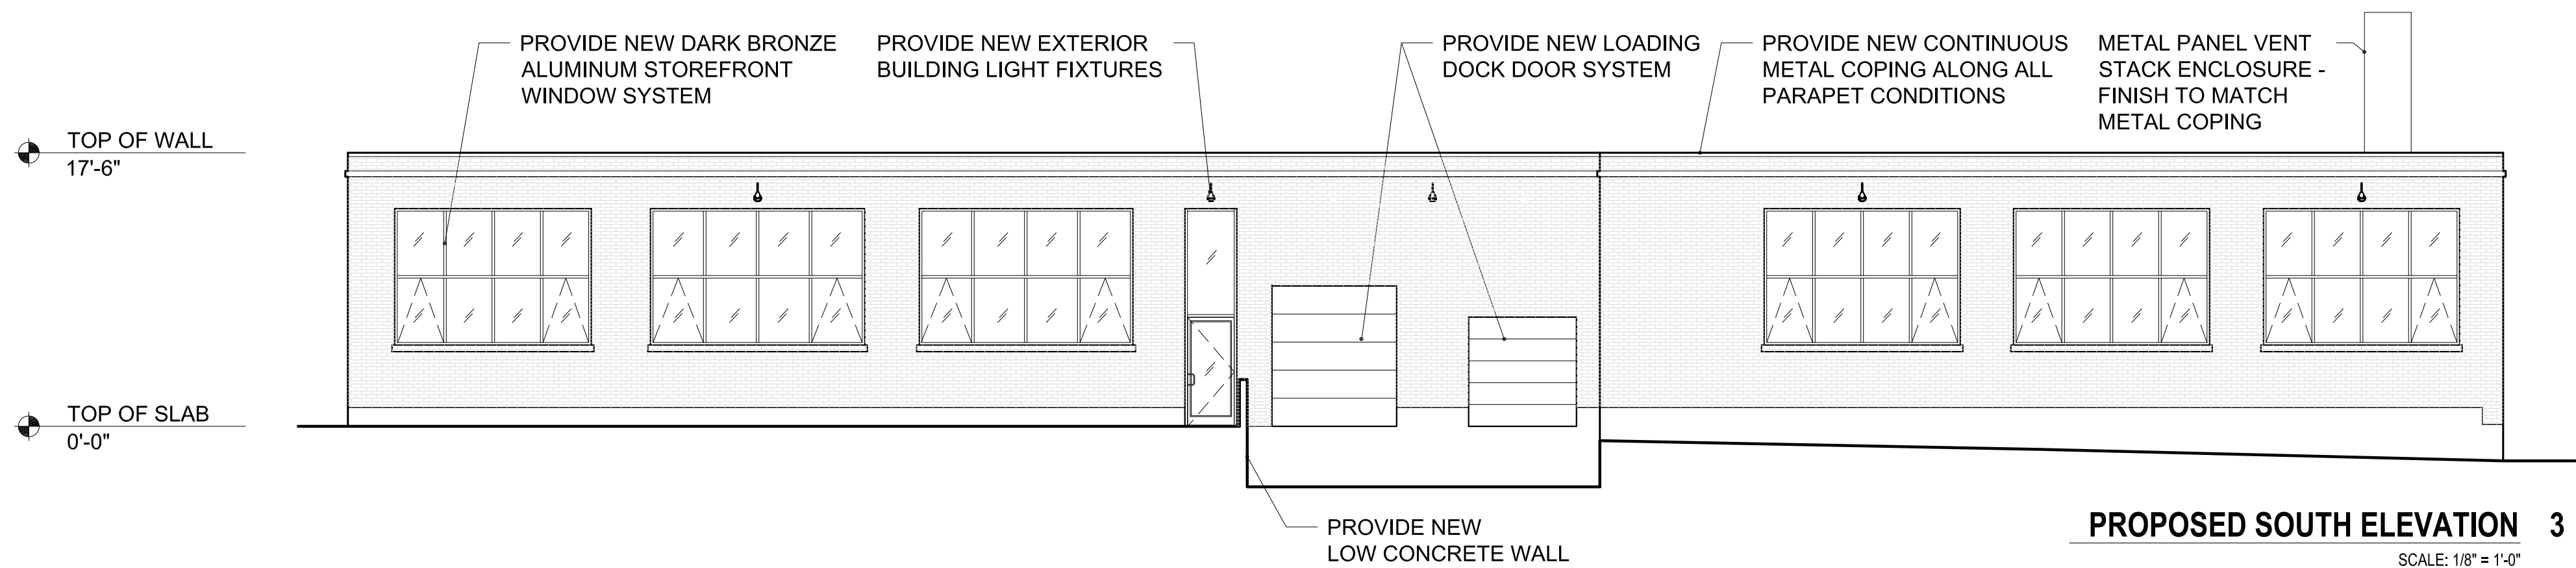 PROVIDE NEW DARK BRONZE
ALUMINUM STOREFRONT
WINDOW SYSTEM
PROVIDE NEW EXTERIOR
BUILDING LIGHT FIXTURES
PROVIDE NEW LOADING
DOCK DOOR SYSTEM
PROVIDE NEW CONTINUOUS
METAL COPING ALONG ALL
PARAPET CONDITIONS
METAL PANEL VENT
STACK ENCLOSURE -
FINISH TO MATCH
METAL COPING
TOP OF WALL
17'-6"
TOP OF SLAB
0'-0"
PROVIDE NEW
LOW CONCRETE WALL
PROPOSED SOUTH ELEVATION 3
SCALE: 1/8" = 1'-0"